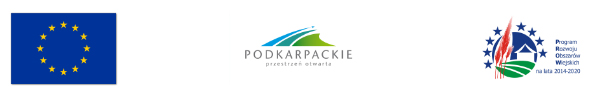 PODKARPACKIE
przestrzeń otwarta
Program
Rozwoju
Obszarów
Wiejskich
na lata 2014-2020